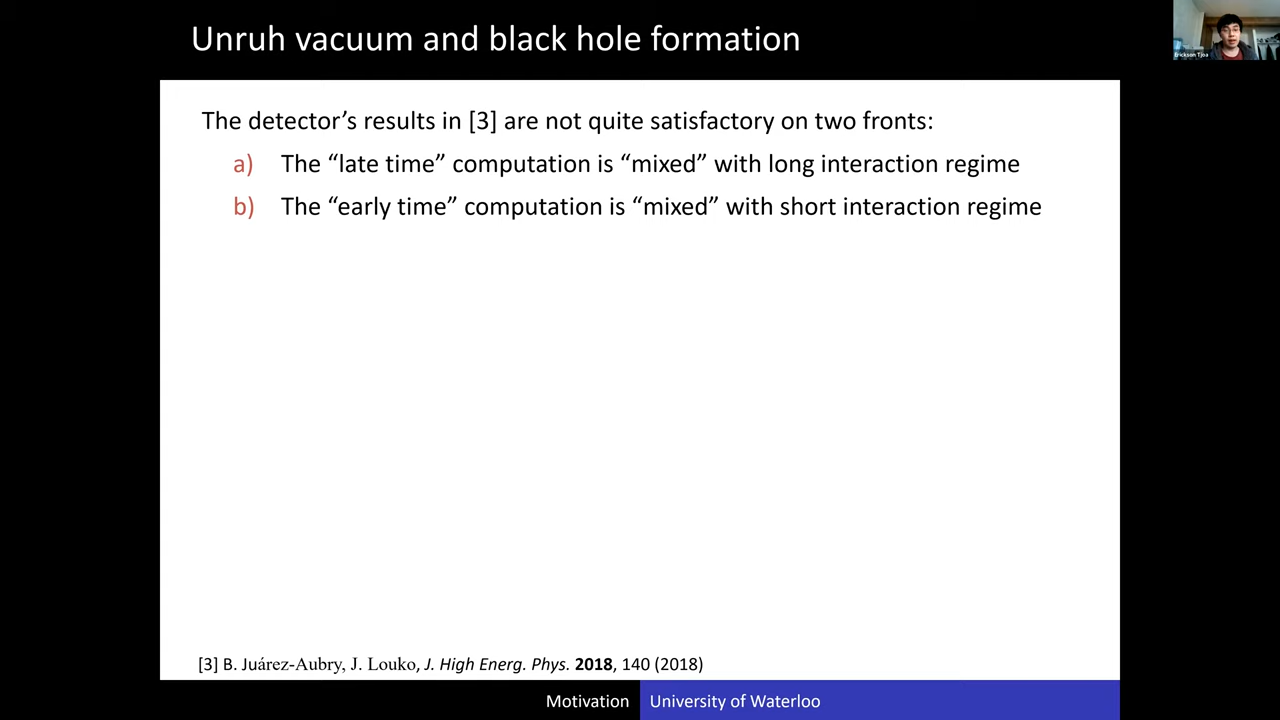 Unruh vacuum and black hole formation
Erickson Tjoa
The detector's results in [3] are not quite satisfactory on two fronts:
a) The “late time” computation is “mixed” with long interaction regime
b) The “early time” computation is “mixed” with short interaction regime
[3] B. Juárez-Aubry, J. Louko, J. High Energ. Phys. 2018, 140 (2018)
Motivation University of Waterloo